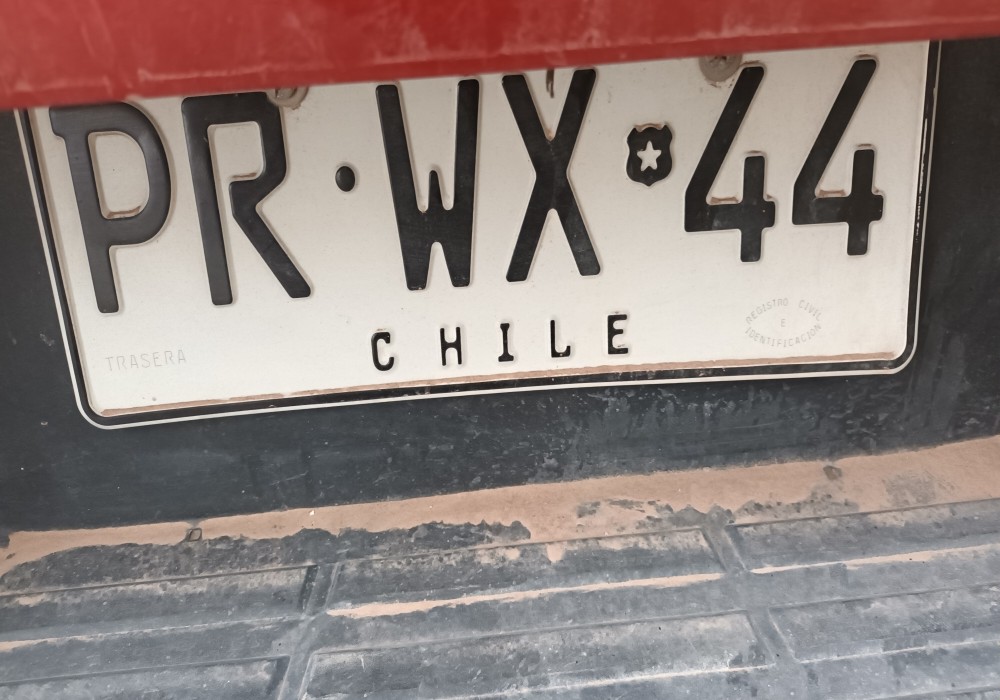 PR·WX 44
CHILE
TRASERA
REGISTRO CIVIL
E
IDENTIFICACION